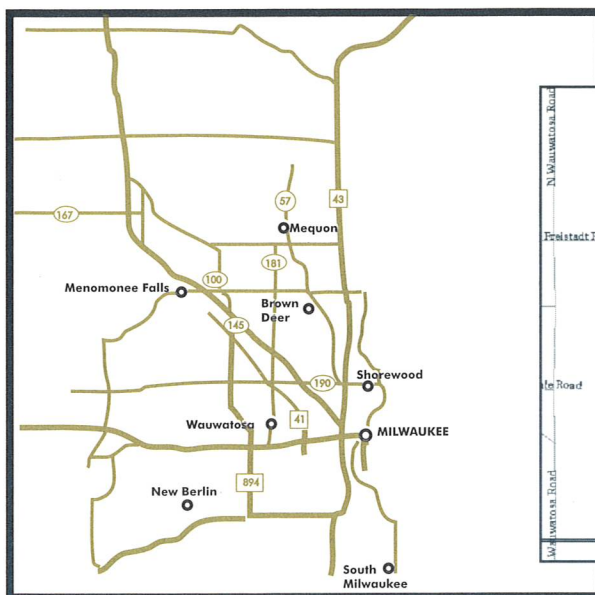 57
43
167
Mequon
181
100
Menomonee Falls
Brown
Deer
145
190
Shorewood
41
Wauwatosa
MILWAUKEE
894
New Berlin
South
Milwaukee
N Wauwatosa Road
Freistadt
Road
Wauwatosa Road